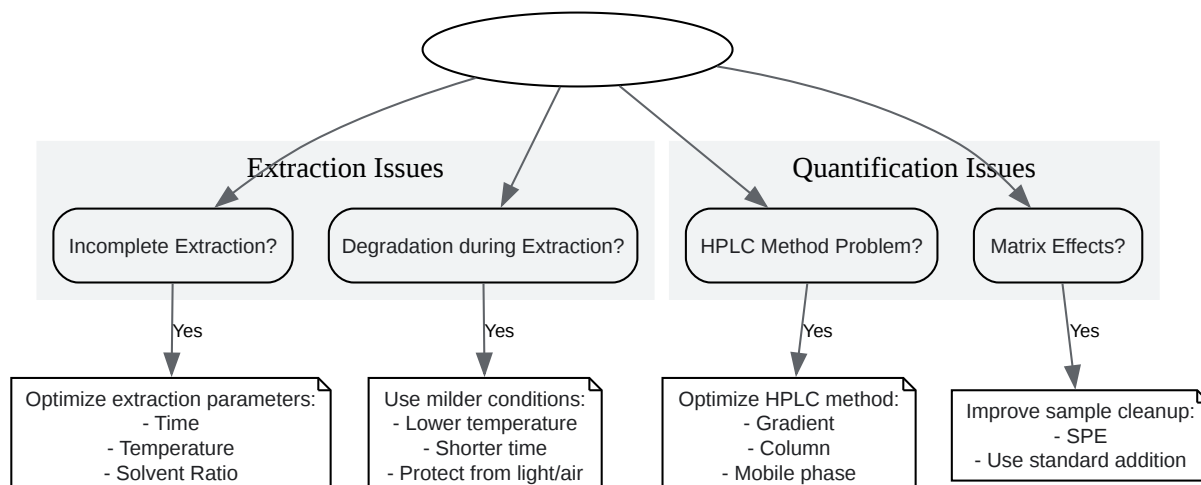 Extraction Issues
Quantification Issues
Incomplete Extraction?
Degradation during Extraction?
HPLC Method Problem?
Matrix Effects?
Yes
Yes
Yes
Yes
Optimize extraction parameters:
- Time
- Temperature
- Solvent Ratio
Use milder conditions:
- Lower temperature
- Shorter time
- Protect from light/air
Optimize HPLC method:
- Gradient
- Column
- Mobile phase
Improve sample cleanup:
- SPE
- Use standard addition